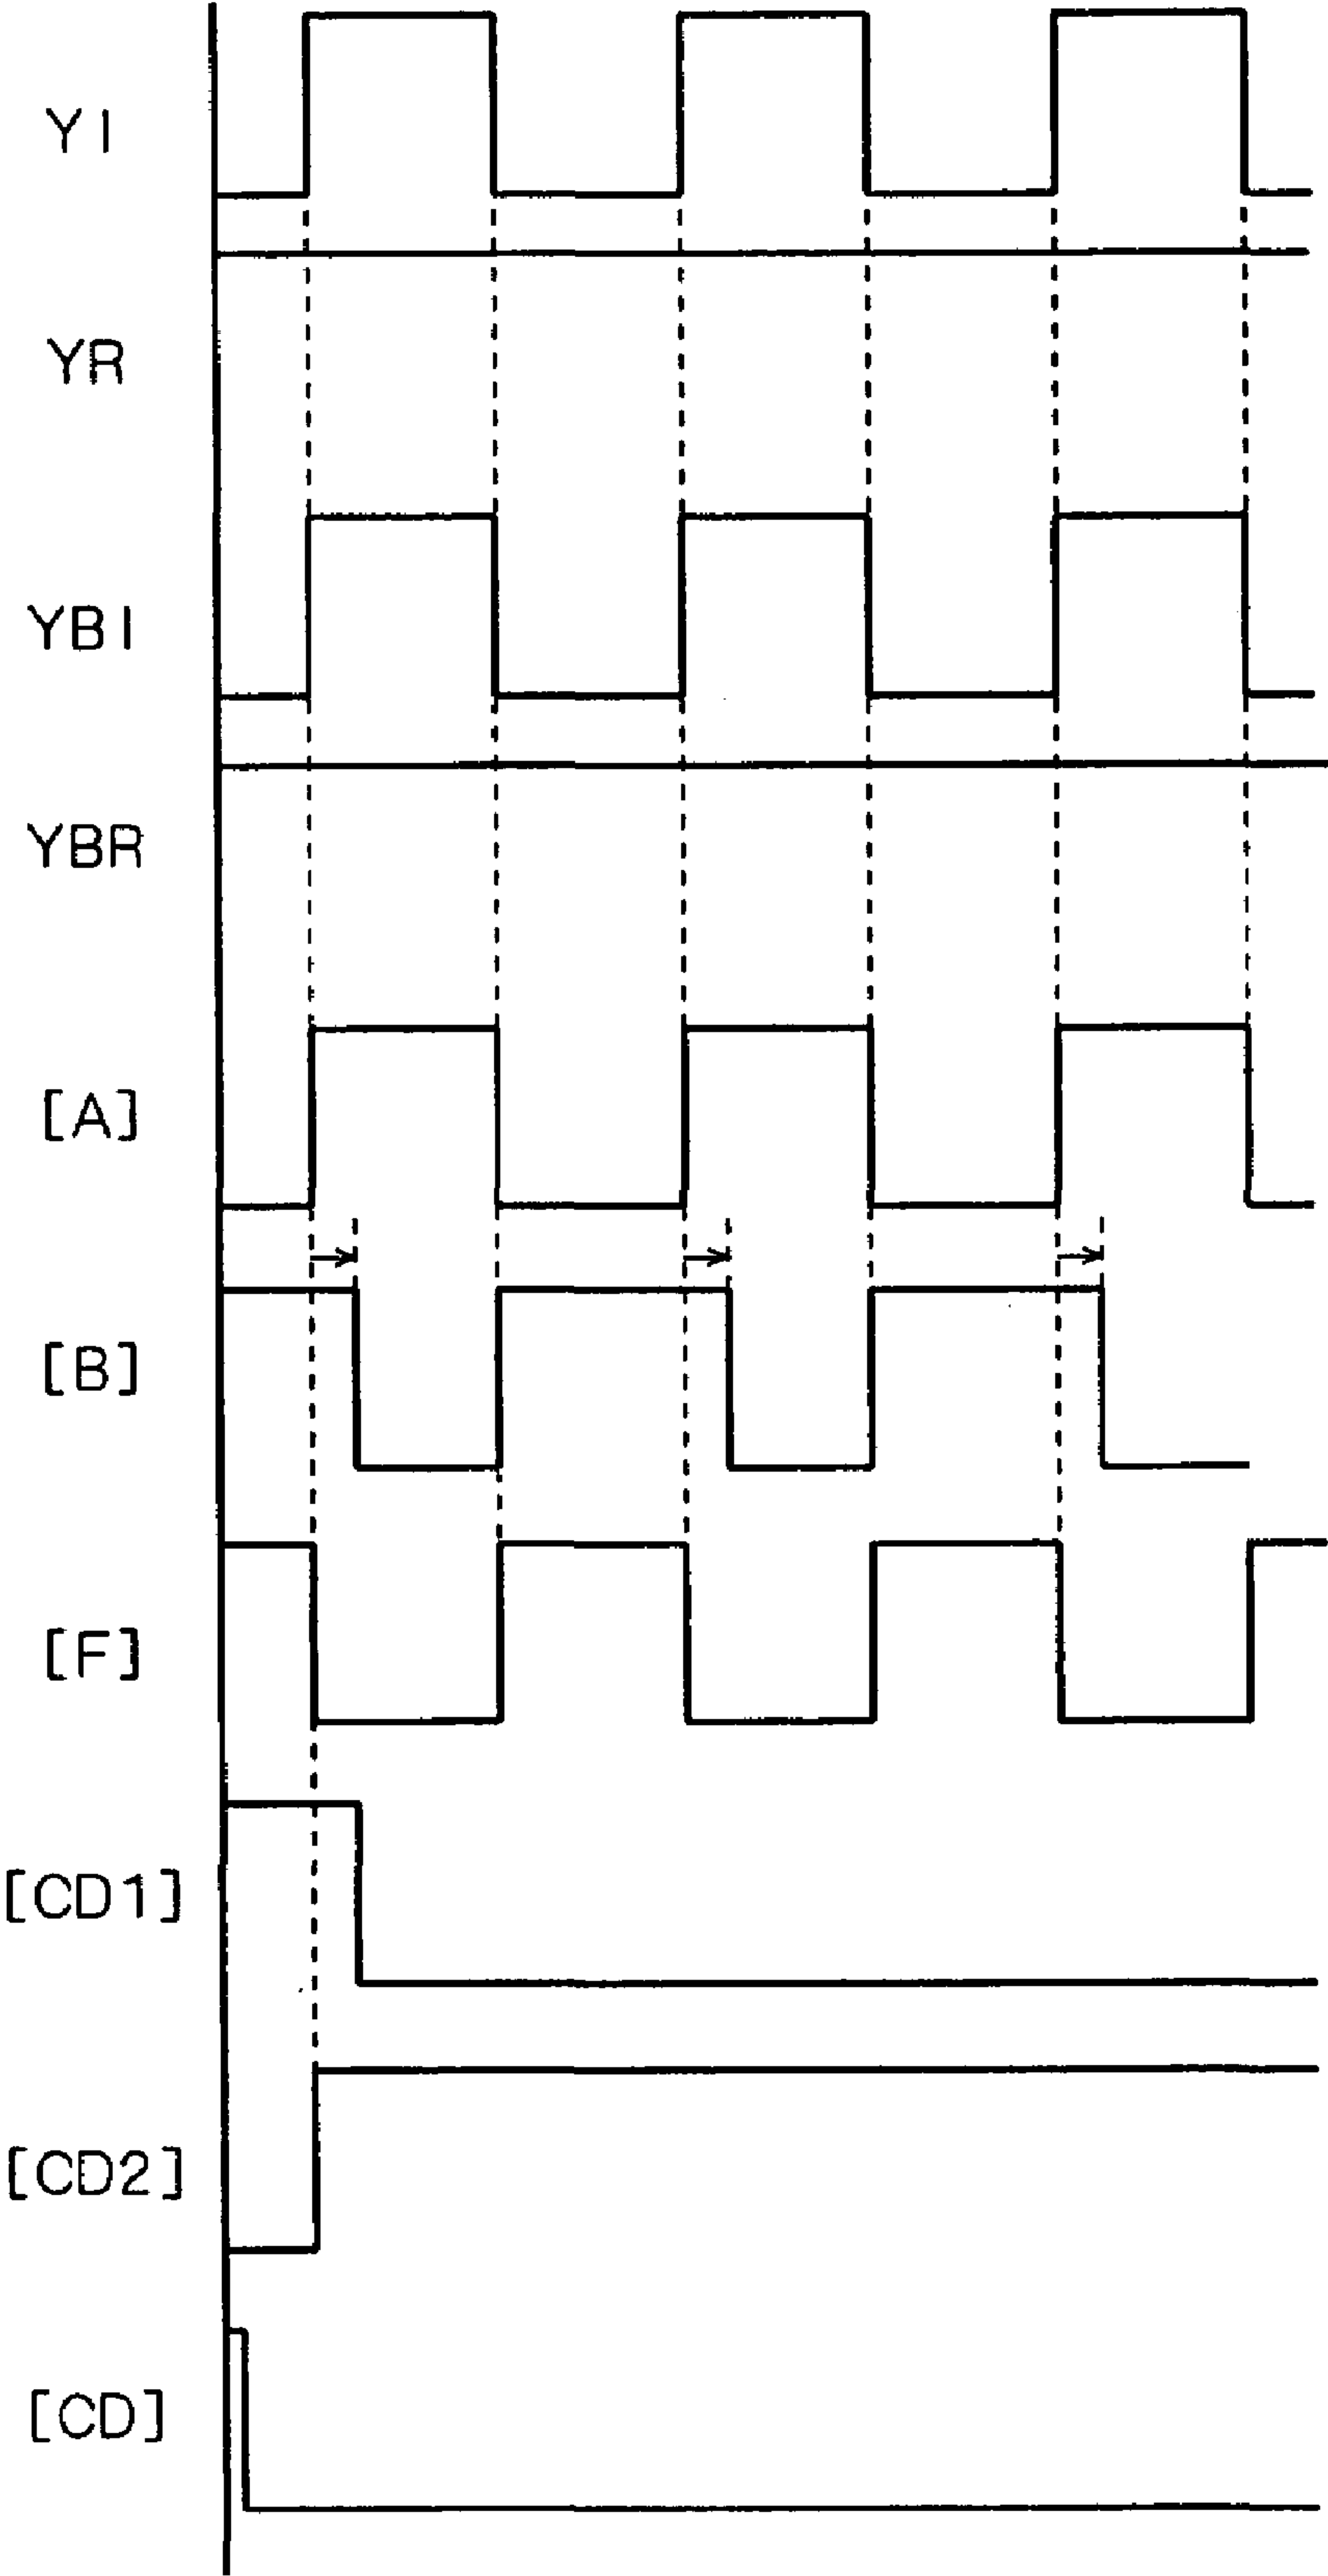 YI
YR
YBI
YBR
[A]
[B]
[F]
[CD1]
[CD2]
[CD]